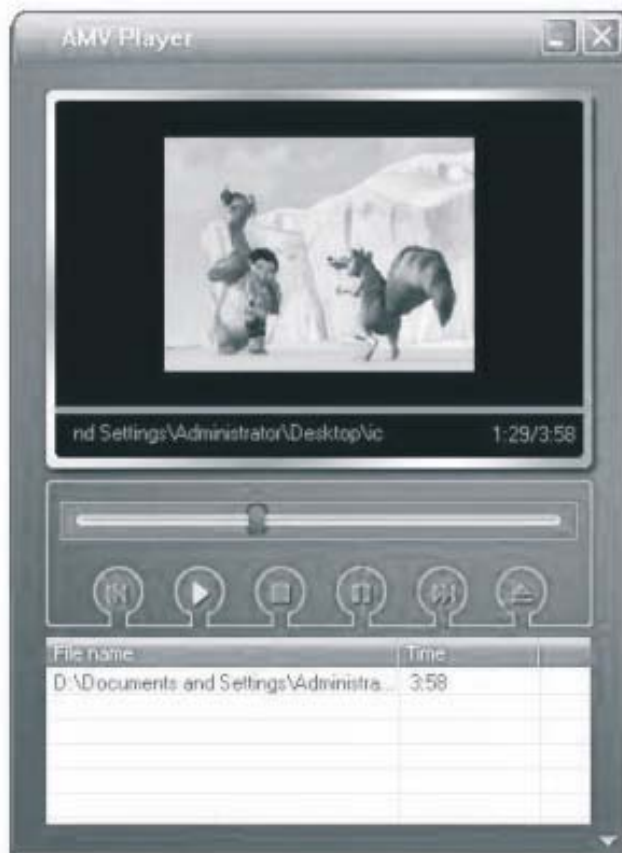 AMV Player
nd Settings\Administrator\Desktop\ic 1:29/3:58
File name Time
D:\Documents and Settings\Administra... 3:58